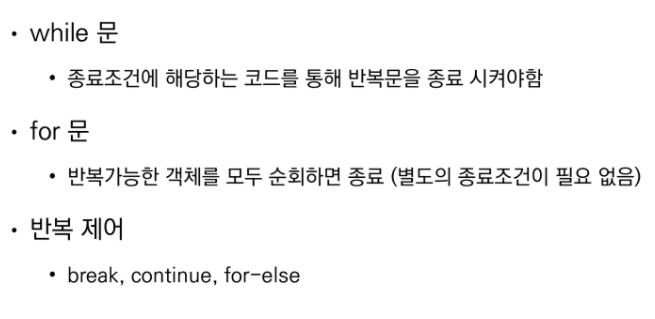 • while 문
• 종료조건에 해당하는 코드를 통해 반복문을 종료 시켜야함
• for 문
• 반복가능한 객체를 모두 순회하면 종료 (별도의 종료조건이 필요 없음)
• 반복 제어
• break, continue, for-else